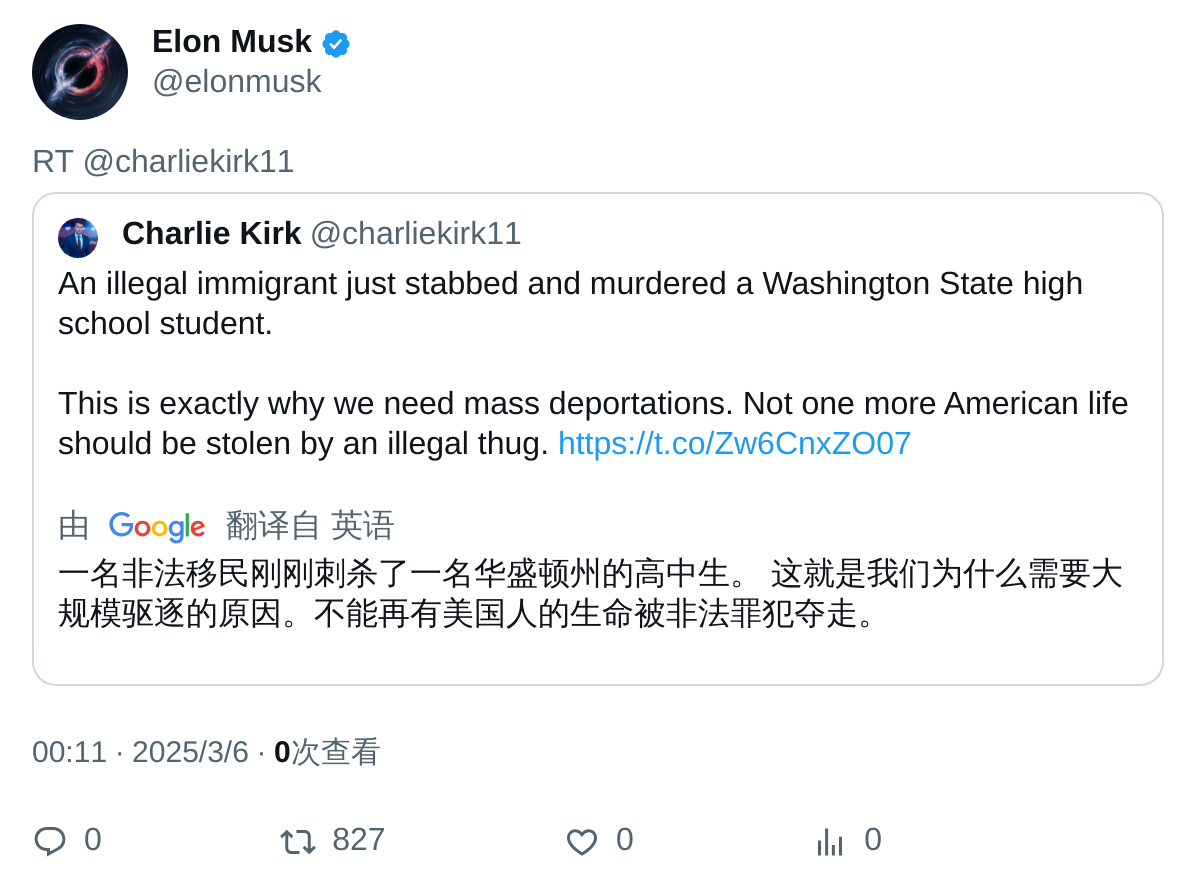 Elon Musk
@elonmusk
RT @charliekirk11
Charlie Kirk @charliekirk11
An illegal immigrant just stabbed and murdered a Washington State high
school student.
This is exactly why we need mass deportations. Not one more American life
should be stolen by an illegal thug. https://t.co/Zw6CnxZO07
由 Google 翻译自 英语
一名非法移民刚刚刺杀了一名华盛顿州的高中生。 这就是我们为什么需要大
规模驱逐的原因。不能再有美国人的生命被非法罪犯夺走。
00:11 · 2025/3/6 · 0次查看
0 827 0 0